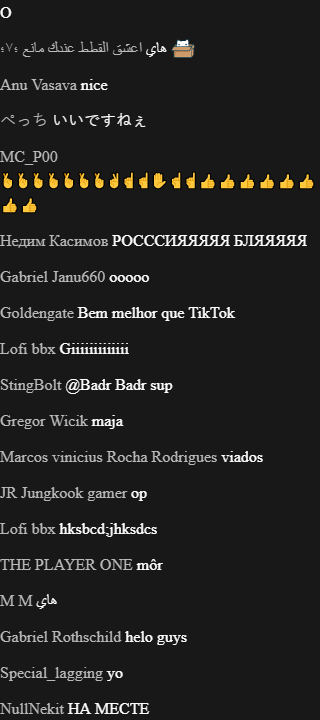 O
؛٧؛ اعشق القطط عندك مانع هاي
Anu Vasava nice
ぺっち いいですねぇ
MC_P00
✌✌✌✌✌✌✌✌☝☝✋☝☝👍👍👍👍👍👍
👍👍
Недим Касимов РОСССИЯЯЯЯЯ БЛЯЯЯЯЯ
Gabriel Janu660 ooooo
Goldengate Bem melhor que TikTok
Lofi bbx Giiiiiiiiiiiii
StingBolt @Badr Badr sup
Gregor Wicik maja
Marcos vinicius Rocha Rodrigues viados
JR Jungkook gamer op
Lofi bbx hksbcd;jhksdcs
THE PLAYER ONE môr
M M هاي
Gabriel Rothschild helo guys
Special_lagging yo
NullNekit НА МЕСТЕ